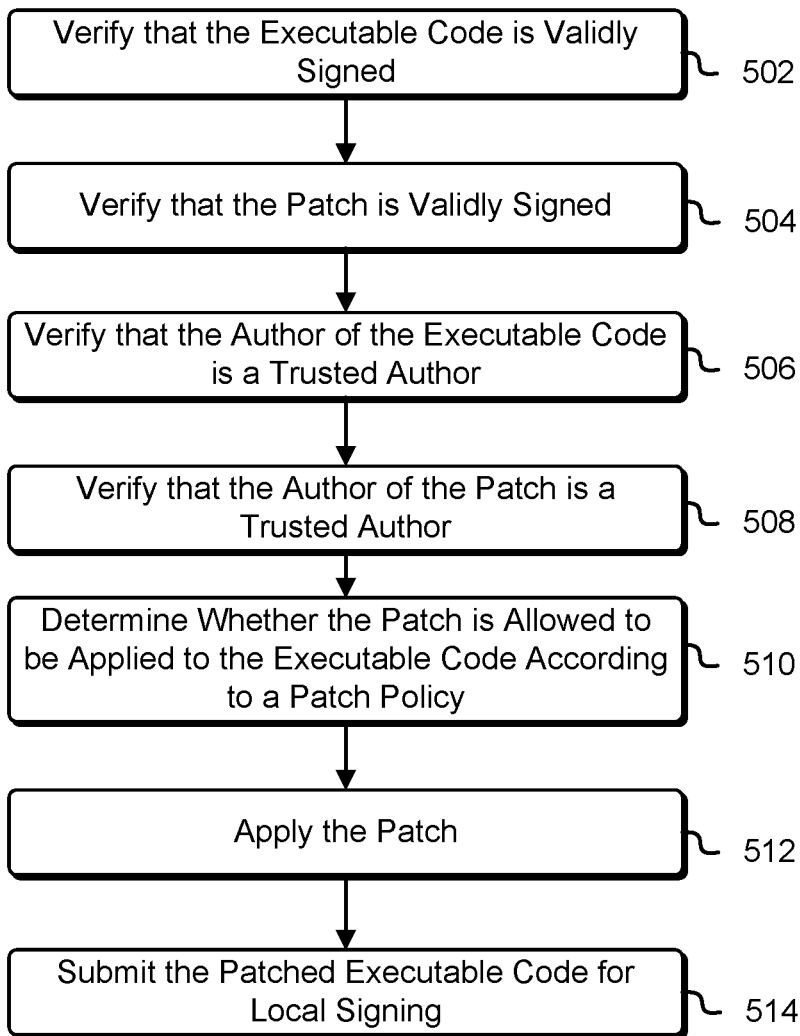 Verify that the Executable Code is Validly
Signed
502
Verify that the Patch is Validly Signed
504
Verify that the Author of the Executable Code
is a Trusted Author
506
Verify that the Author of the Patch is a
Trusted Author
508
Determine Whether the Patch is Allowed to
be Applied to the Executable Code According
to a Patch Policy
510
Apply the Patch
512
Submit the Patched Executable Code for
Local Signing
514